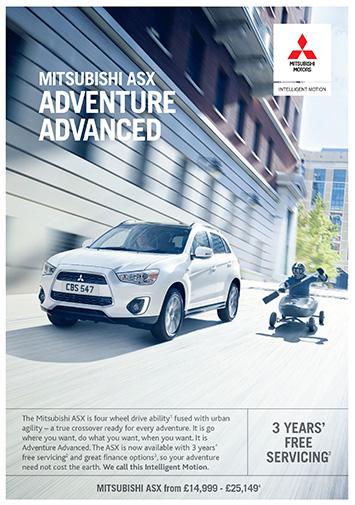 MITSUBISHI
MOTORS
INTELLIGENT MOTION
MITSUBISHI ASX
ADVENTURE
ADVANCED
CBS 547
The Mitsubishi ASX is four wheel drive ability¹ fused with urban
agility – a true crossover ready for every adventure. It is go
where you want, do what you want, when you want. It is
Adventure Advanced. The ASX is now available with 3 years'
free servicing² and great finance options³, so your adventure
need not cost the earth. We call this Intelligent Motion.
3 YEARS'
FREE
SERVICING²
MITSUBISHI ASX from £14,999 - £25,149⁴